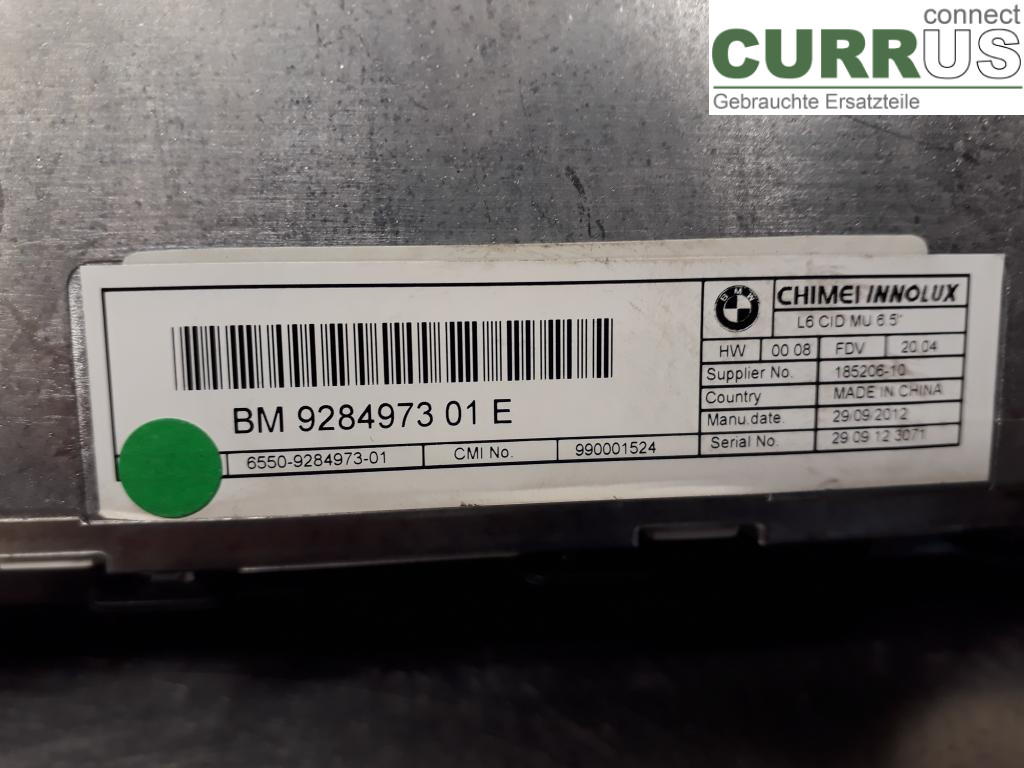 connect
CURRUS
Gebrauchte Ersatzteile
BMW
CHIMEI INNOLUX
L6 CID MU 6.5"
HW 00 08 FDV 20.04
Supplier No. 185206-10
Country MADE IN CHINA
Manu.date 29/09/2012
Serial No. 29 09 12 3071
BM 9284973 01 E
6550-9284973-01 CMI No. 990001524